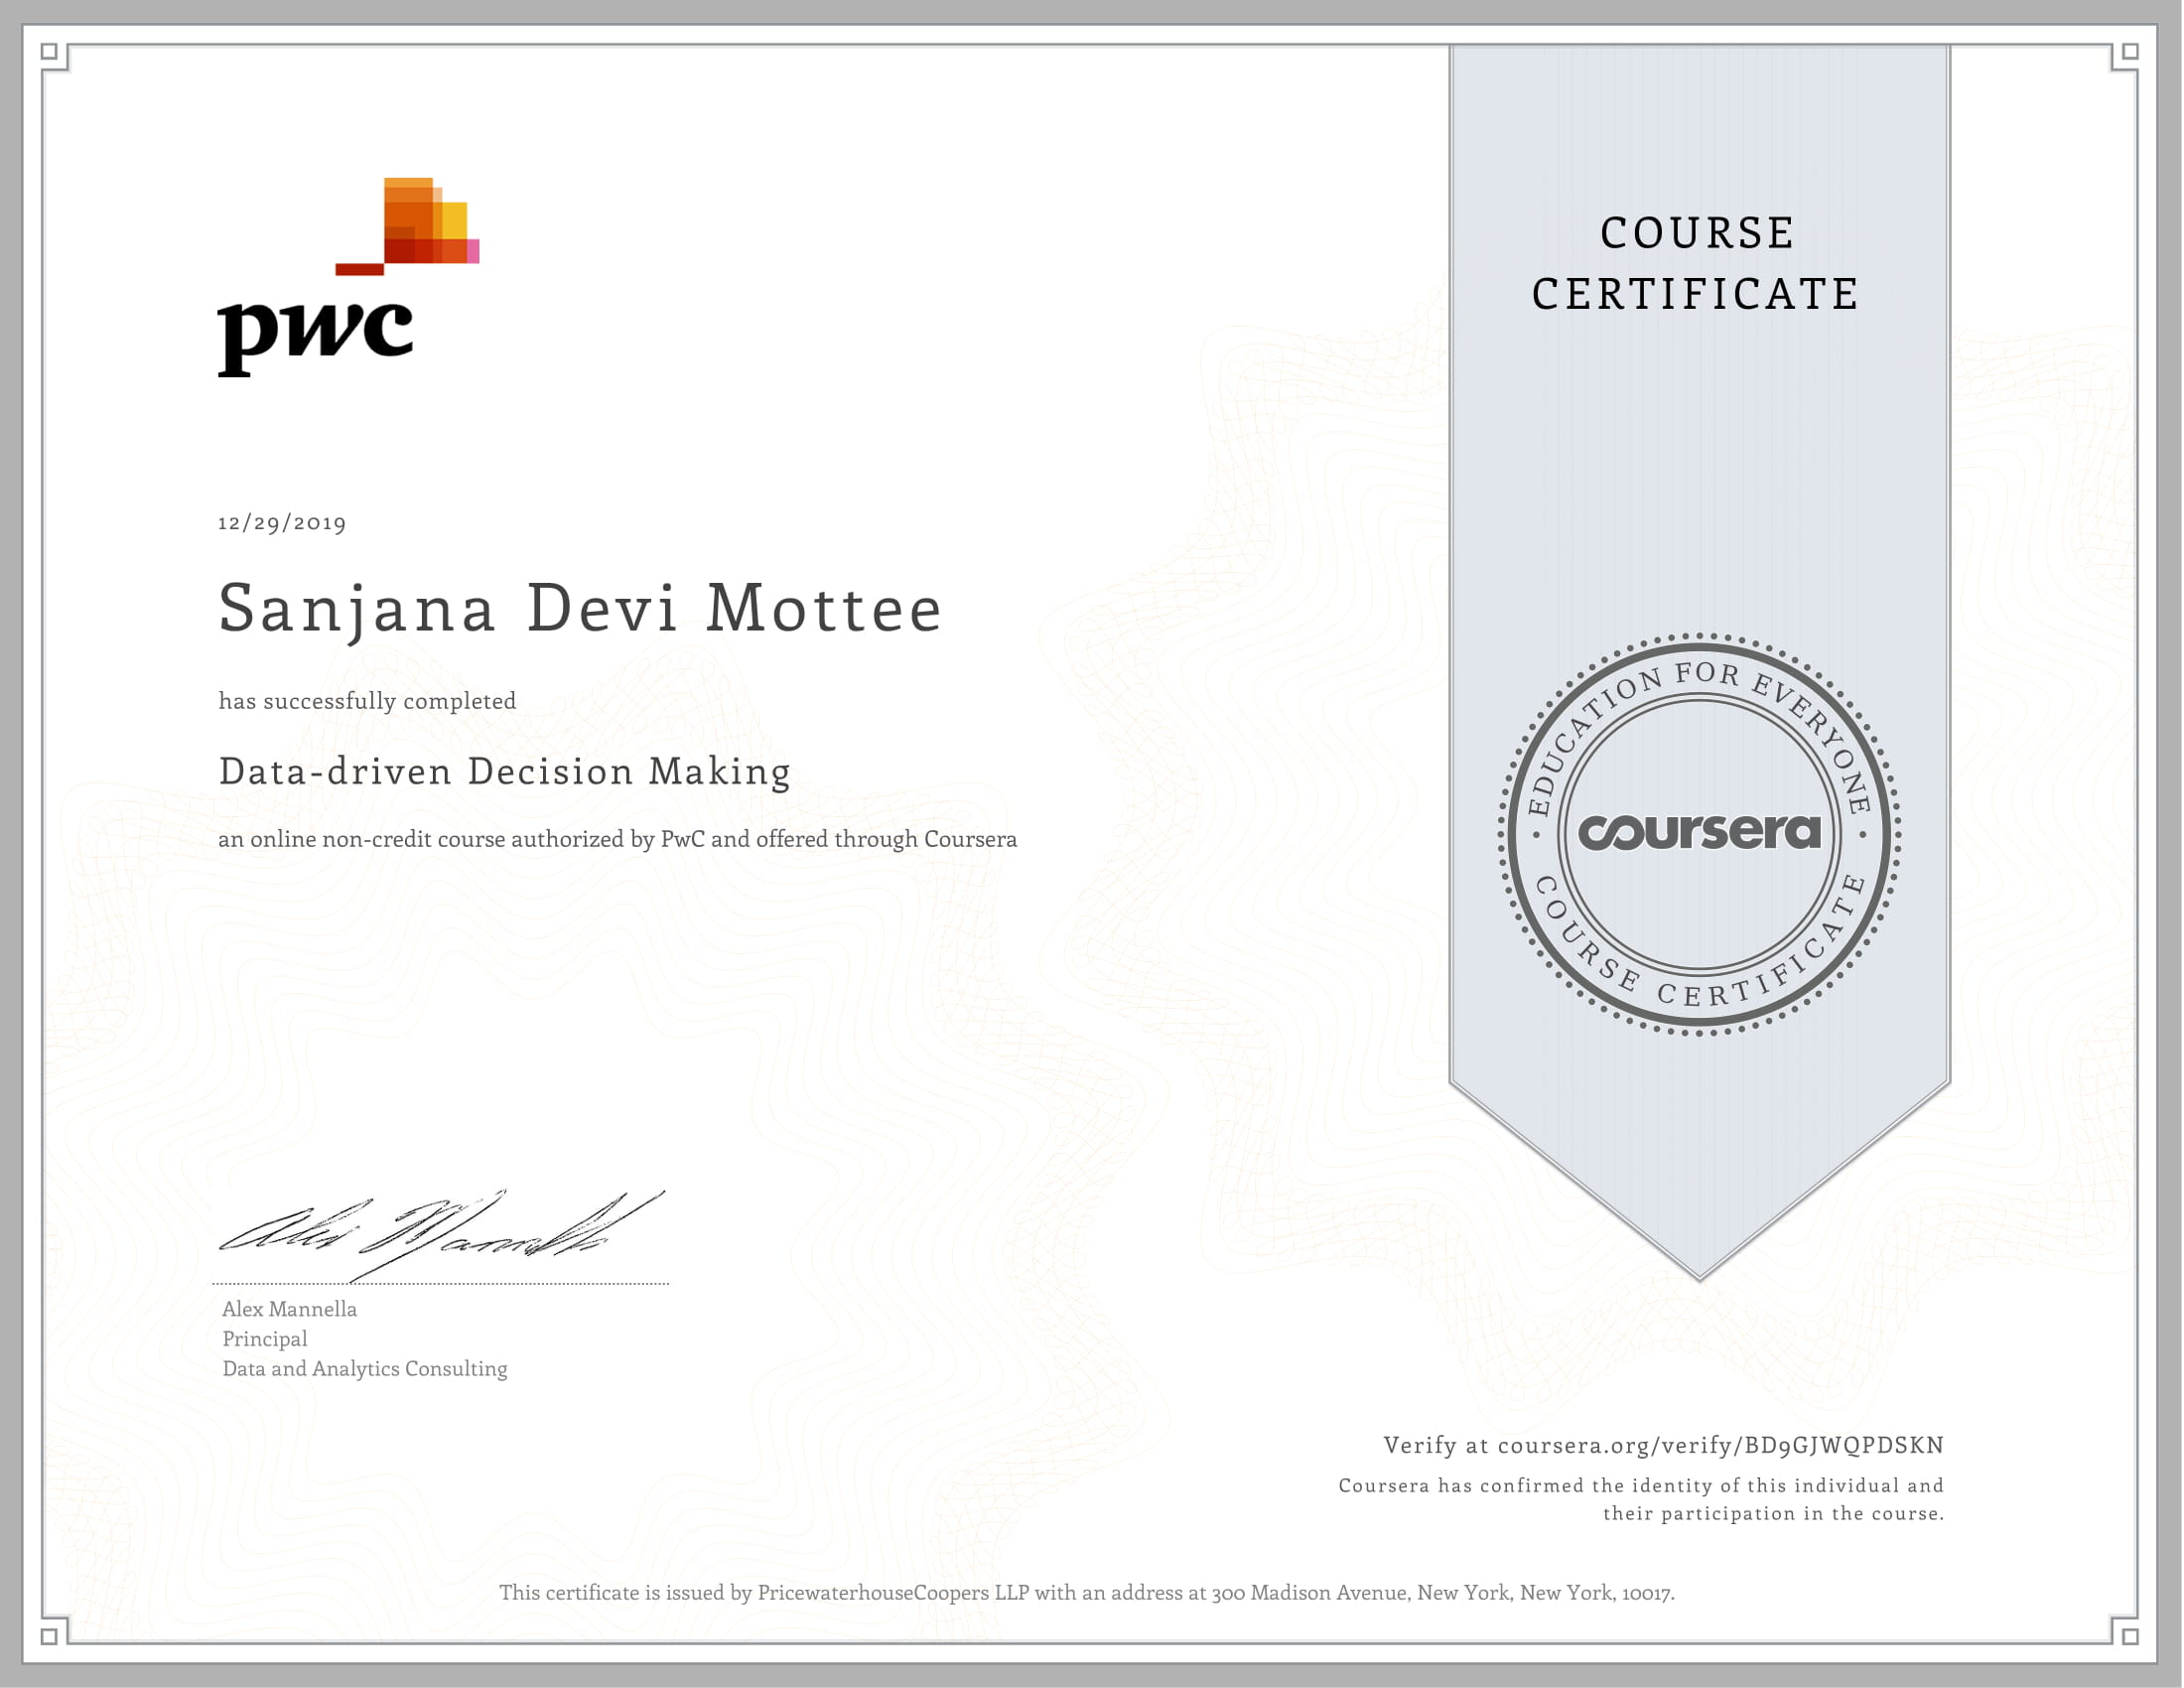 pwc
COURSE
CERTIFICATE
12/29/2019
Sanjana Devi Mottee
has successfully completed
Data-driven Decision Making
an online non-credit course authorized by PwC and offered through Coursera
EDUCATION FOR EVERYONE
coursera
COURSE CERTIFICATE
Alex Mannella
Alex Mannella
Principal
Data and Analytics Consulting
Verify at coursera.org/verify/BD9GJWQPDSKN
Coursera has confirmed the identity of this individual and
their participation in the course.
This certificate is issued by PricewaterhouseCoopers LLP with an address at 300 Madison Avenue, New York, New York, 10017.